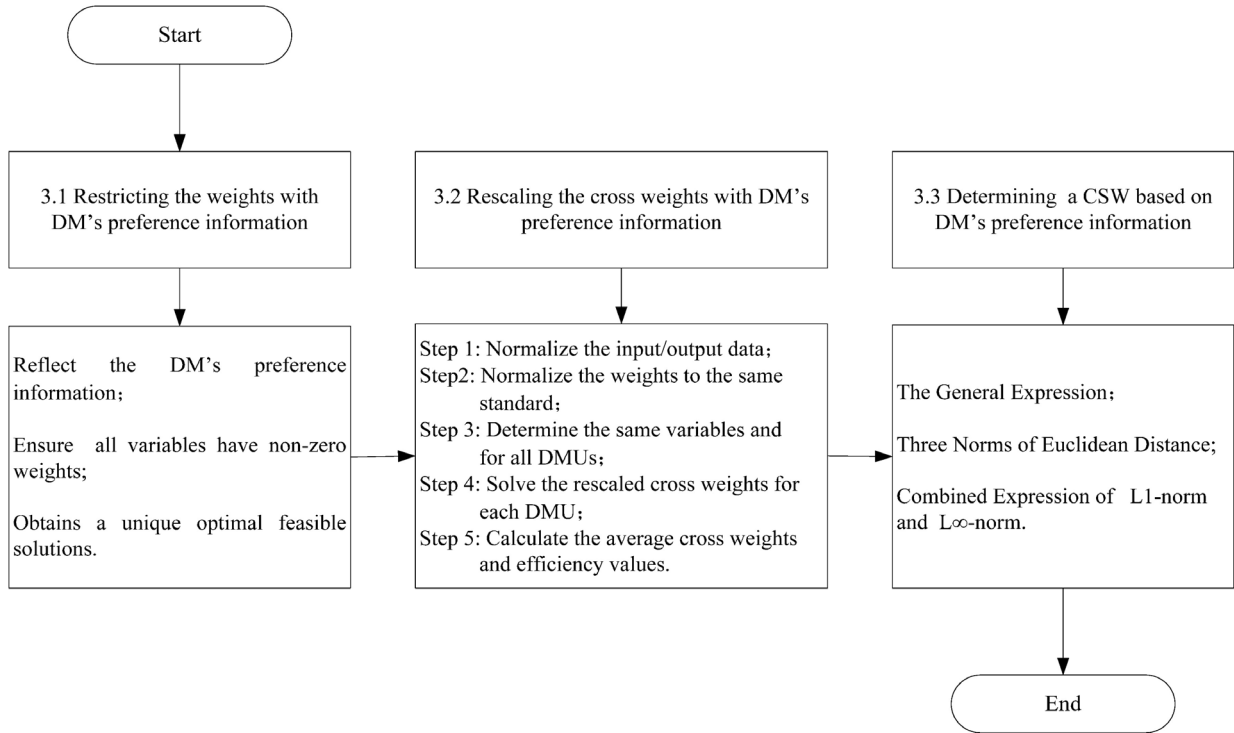 Start
3.1 Restricting the weights with
DM’s preference information
3.2 Rescaling the cross weights with DM’s
preference information
3.3 Determining a CSW based on
DM’s preference information
Reflect the DM’s preference
information；
Ensure all variables have non-zero
weights;
Obtains a unique optimal feasible
solutions.
Step 1: Normalize the input/output data；
Step2: Normalize the weights to the same
standard；
Step 3: Determine the same variables and
for all DMUs；
Step 4: Solve the rescaled cross weights for
each DMU；
Step 5: Calculate the average cross weights
and efficiency values.
The General Expression；
Three Norms of Euclidean Distance；
Combined Expression of L1-norm
and L∞-norm.
End